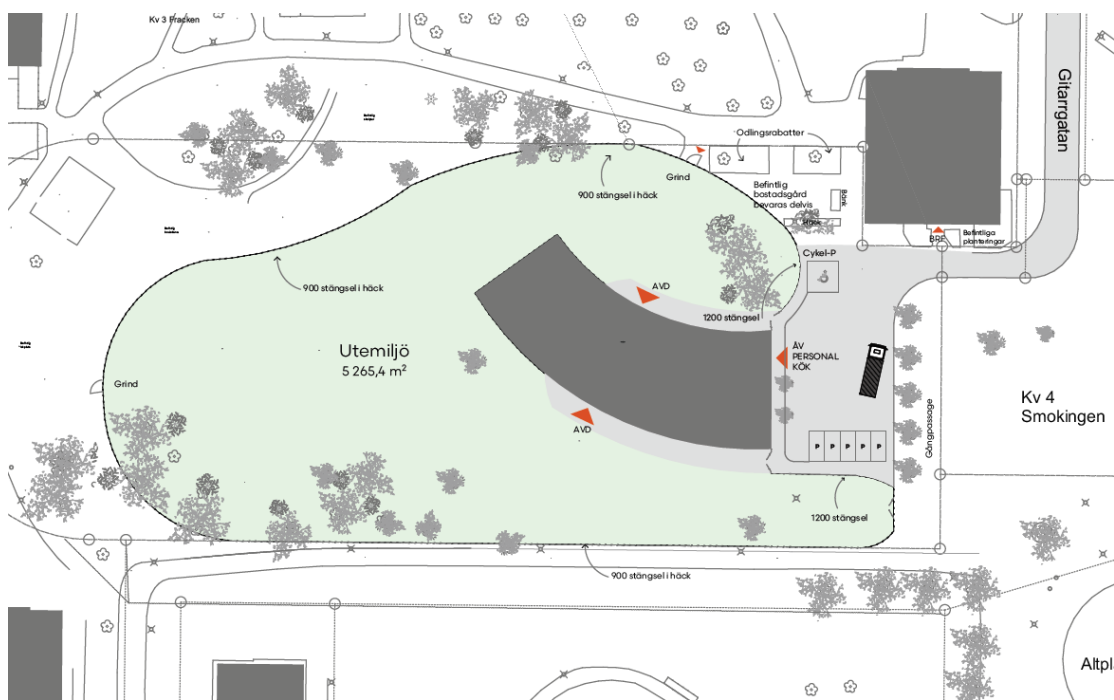 Kv 3 Fracken
Gitarrgatan
Odlingsrabatter
Grind
900 stängsel i häck
Befintlig
bostadsgård
bevaras delvis
Bänk
Häck
BRF
Befintliga
planteringar
Cykel-P
900 stängsel i häck
AVD
1200 stängsel
Utemiljö
5 265,4 m²
ÄV
PERSONAL
KÖK
Grind
AVD
Kv 4
Smokingen
Gångpassage
P P P P P
1200 stängsel
900 stängsel i häck
Altpl